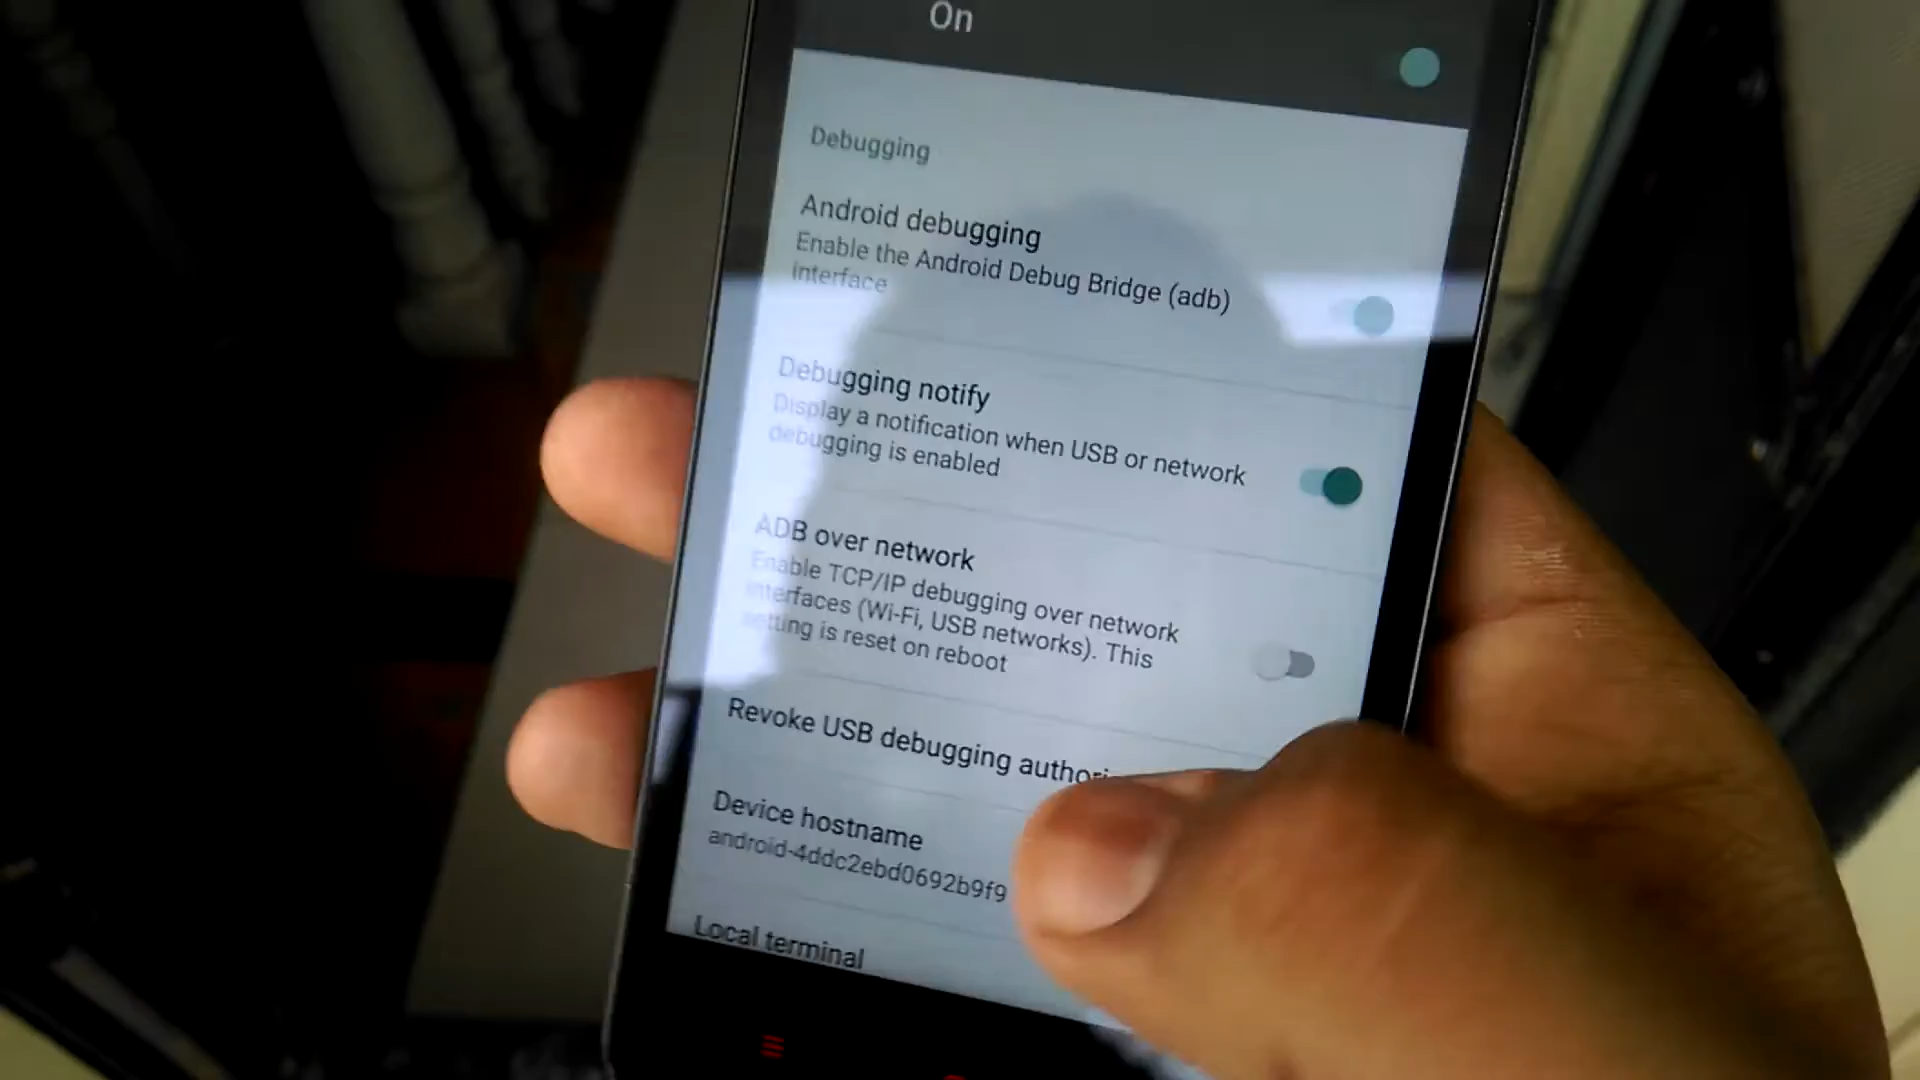 On
Debugging
Android debugging
Enable the Android Debug Bridge (adb)
interface
Debugging notify
Display a notification when USB or network
debugging is enabled
ADB over network
Enable TCP/IP debugging over network
interfaces (Wi-Fi, USB networks). This
setting is reset on reboot
Revoke USB debugging
Device hostname
android-4ddc2ebd0692b9f9
Local terminal